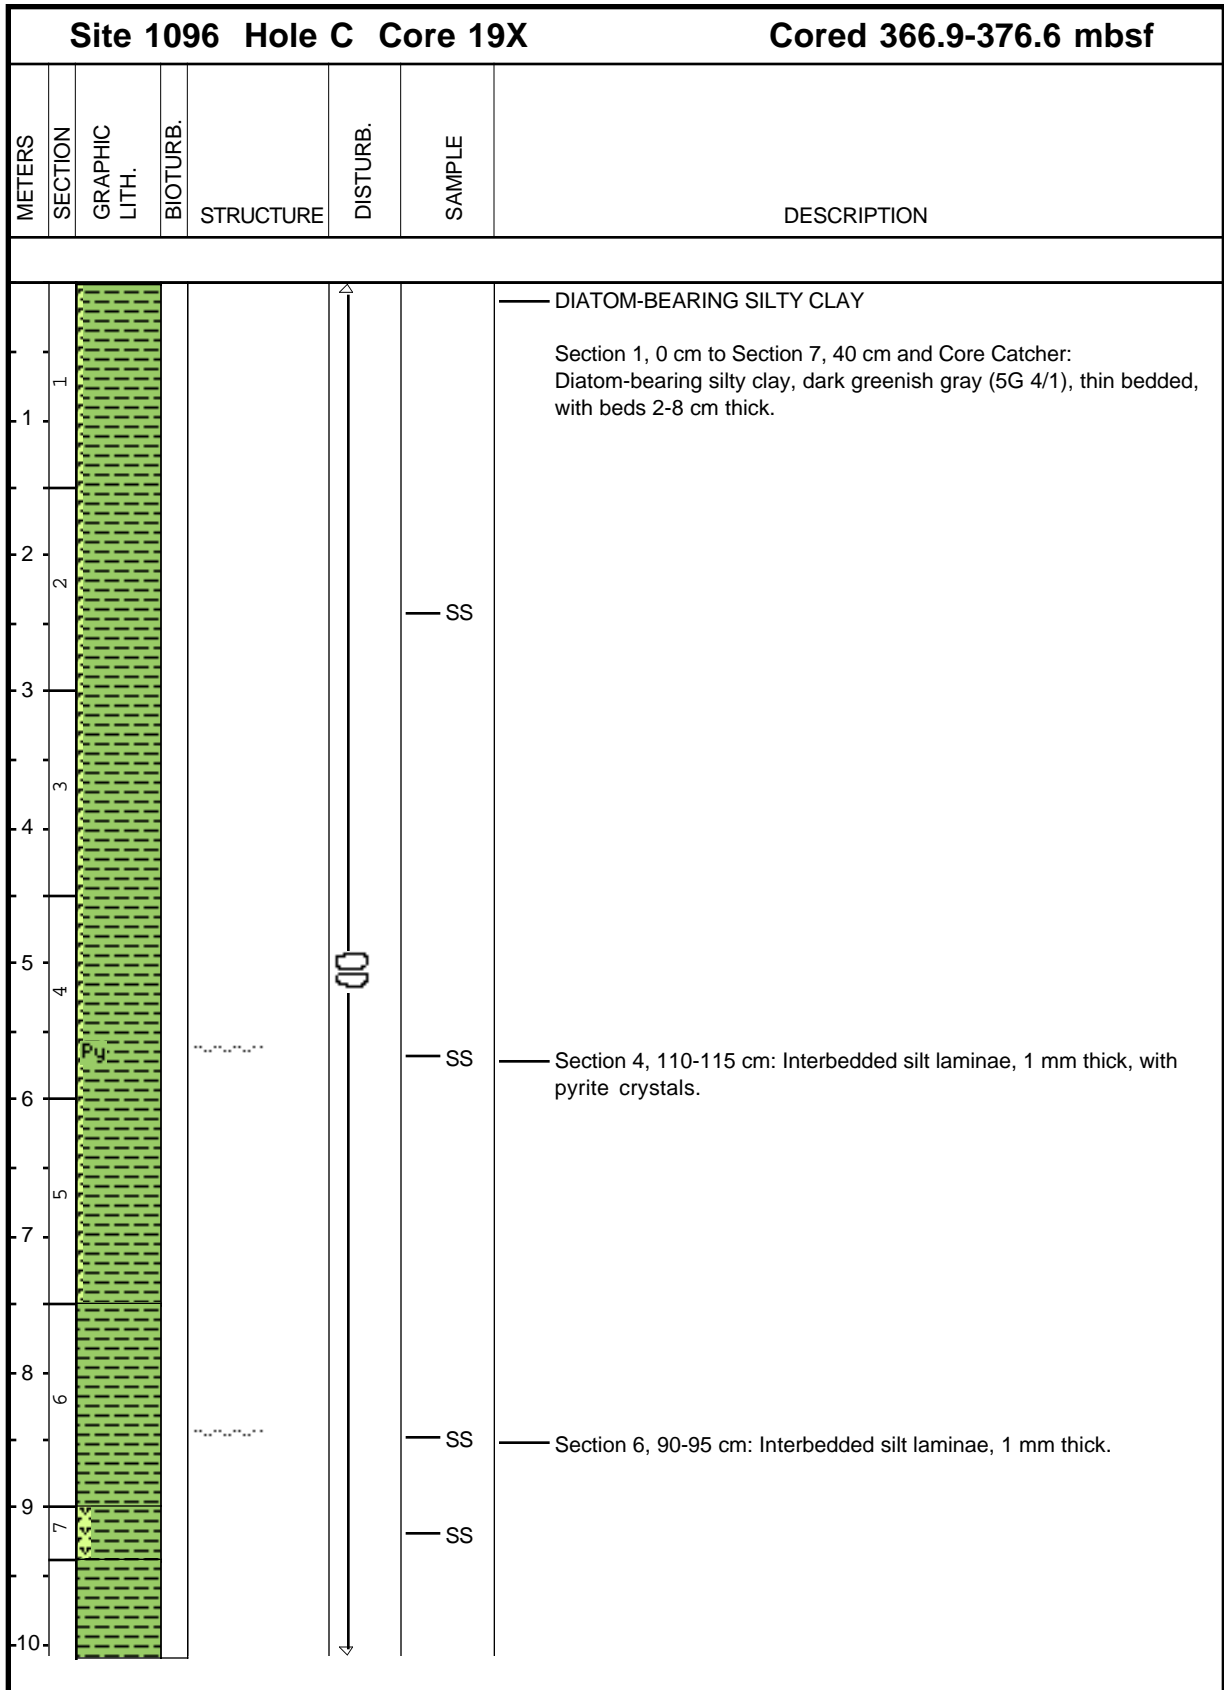 Site 1096 Hole C Core 19X Cored 366.9-376.6 mbsf
METERS
SECTION
GRAPHIC
LITH.
BIOTURB.
STRUCTURE
DISTURB.
SAMPLE
DESCRIPTION
DIATOM-BEARING SILTY CLAY
Section 1, 0 cm to Section 7, 40 cm and Core Catcher:
Diatom-bearing silty clay, dark greenish gray (5G 4/1), thin bedded,
with beds 2-8 cm thick.
1
1
2
2
SS
3
3
4
5
4
Py
SS
Section 4, 110-115 cm: Interbedded silt laminae, 1 mm thick, with
pyrite crystals.
6
5
7
8
6
SS
Section 6, 90-95 cm: Interbedded silt laminae, 1 mm thick.
9
7
SS
10